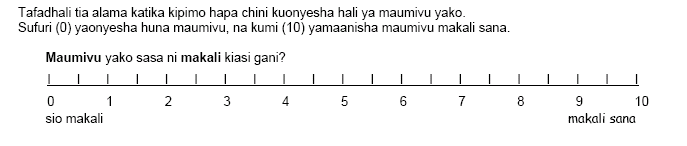 Tafadhali tia alama katika kipimo hapa chini kuonyesha hali ya maumivu yako.
Sufuri (0) yaonyesha huna maumivu, na kumi (10) yamaanisha maumivu makali sana.
Maumivu yako sasa ni makali kiasi gani?
0 1 2 3 4 5 6 7 8 9 10
sio makali makali sana